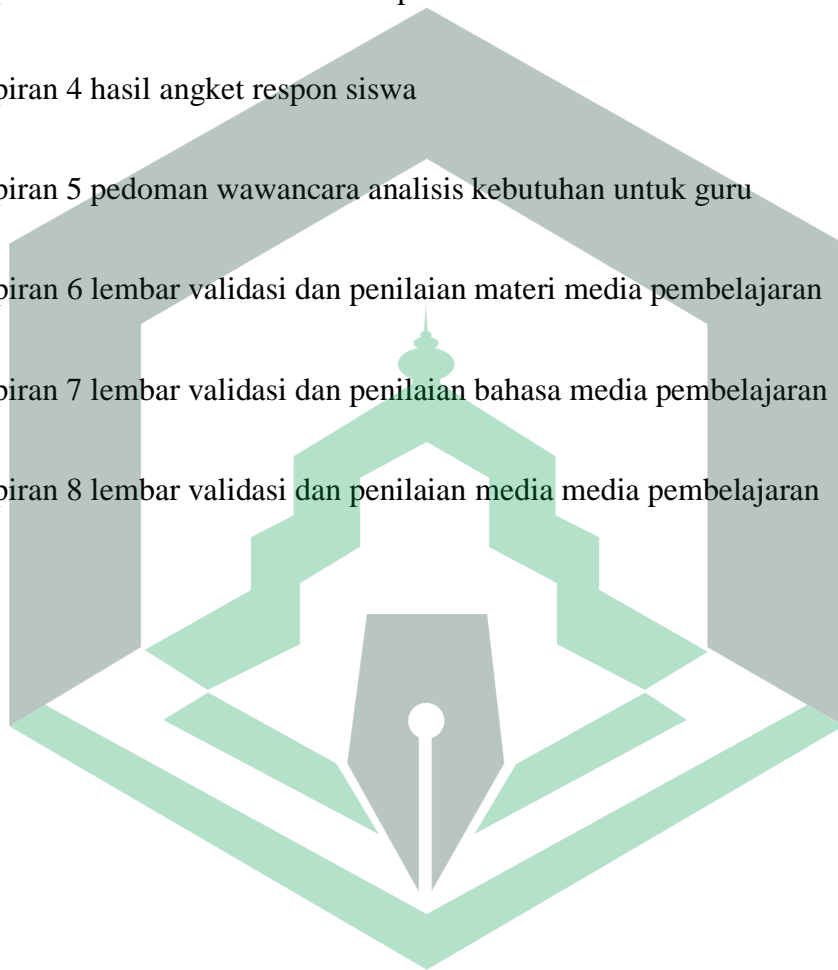 piran 4 hasil angket respon siswa
piran 5 pedoman wawancara analisis kebutuhan untuk guru
piran 6 lembar validasi dan penilaian materi media pembelajaran
piran 7 lembar validasi dan penilaian bahasa media pembelajaran
piran 8 lembar validasi dan penilaian media media pembelajaran